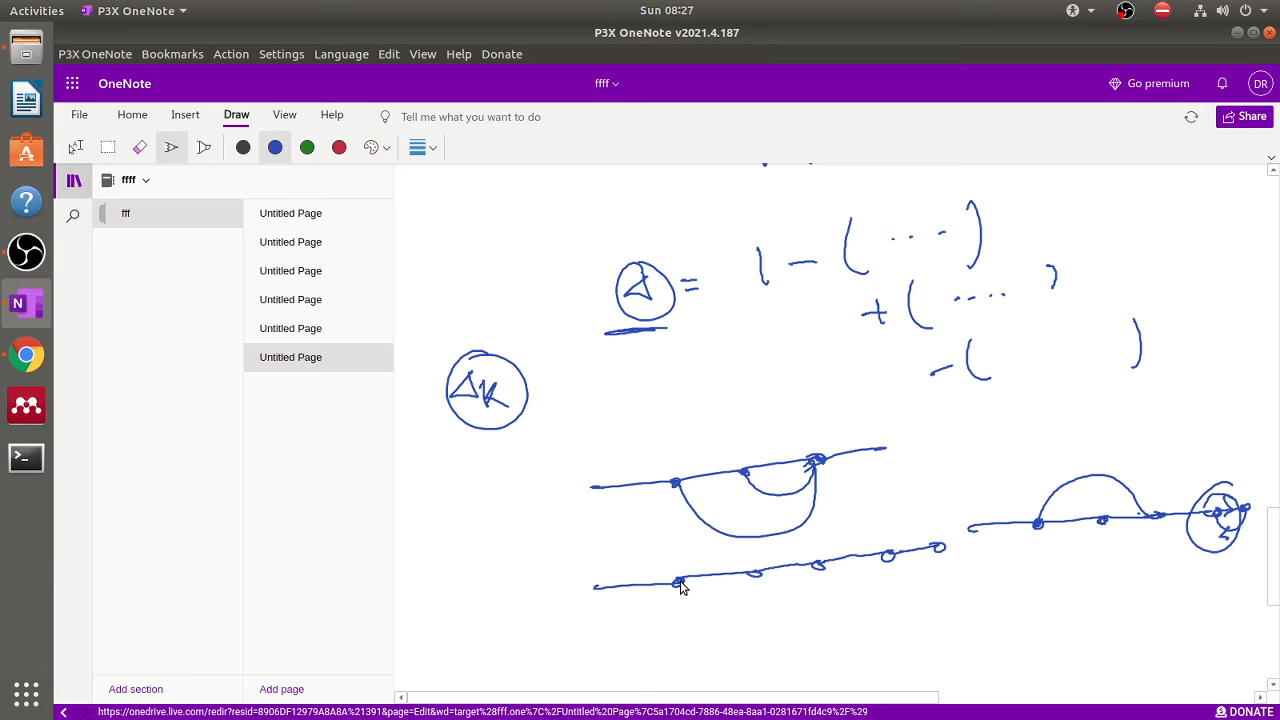 Activities P3X OneNote Sun 08:27
P3X OneNote v2021.4.187
P3X OneNote Bookmarks Action Settings Language Edit View Help Donate
OneNote ffff Go premium DR
File Home Insert Draw View Help Tell me what you want to do Share
ffff
fff
Untitled Page
Untitled Page
Untitled Page
Untitled Page
Untitled Page
Untitled Page
Δ = 1 - ( .... )
+ ( .... )
- ( )
ΔK
Add section Add page
https://onedrive.live.com/redir?resid=8906DF12979A8A8A%21391&page=Edit&wd=target%28fff.one%7C%2FUntitled%20Page%7C5a1704cd-7886-48ea-8aa1-0281671fd4c9%2F%29 DONATE